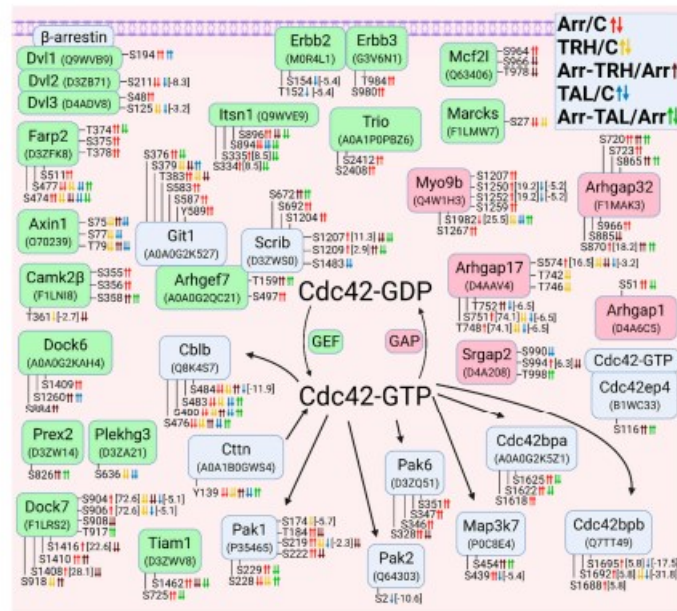 β-arrestin
Dvl1 (Q9WVB9)
S194↑↑↑↑
Dvl2 (D3ZB71)
S211↓↓↓↓[-8.3]
Dvl3 (D4ADV8)
S48↑↑
S125↓↓↓↓[-3.2]
Farp2
(D3ZFK8)
T374
S375
T378
S511
S477
S474
Axin1
(O70239)
S75
S77
T79
Camk2β
(F1LNI8)
S355
S356
S358
T361↓[-2.7]
Dock6
(A0A0G2KAH4)
S1409
S1260
S884
Prex2
(D3ZW14)
S826
Plekhg3
(D3ZA21)
S636
Dock7
(F1LRS2)
S904↑[72.6] [-5.1]
S906↑[72.6] [-5.1]
S908
T917
S1416↑[22.6]
S1410
S1408↑[28.1]
S918
Tiam1
(D3ZWV8)
S1462
S725
Erbb2
(M0R4L1)
S154↓[-5.4]
T152↓[-5.4]
Erbb3
(G3V6N1)
T984
S980
Itsn1 (Q9WVE9)
S896
S894
S335↑[8.5]
S334↑[8.5]
Trio
(A0A1P0PBZ6)
S2412
S2408
Mcf2l
(Q63406)
S964
S966
T978
Marcks
(F1LMW7)
S27
Arr/C
TRH/C
Arr-TRH/Arr
TAL/C
Arr-TAL/Arr
S376
S379
T383
S583
S587
Y589
Git1
(A0A0G2K527)
S672
S692
S1204
Scrib
(D3ZWS0)
S1207↑[11.3]
S1209↑[2.9]
S1483
Arhgef7
(A0A0G2QC21)
T159
S497
Myo9b
(Q4W1H3)
S1207
S1250↑[19.2] [-5.2]
S1252↑[19.2] [-5.2]
S1259
S1982↓[25.5]
S1267
S720
S723
S865
Arhgap32
(F1MAK3)
S966
S885
S870↑[18.2]
Arhgap17
(D4AAV4)
S574↑[16.5] [-3.2]
T742
T746
T752 [-6.5]
S751↑[74.1] [-6.5]
T748↑[74.1] [-6.5]
S51
Arhgap1
(D4A6C5)
Srgap2
(D4A208)
S990
S994↑[6.3]
T998
Cdc42-GDP
GEF
GAP
Cdc42-GTP
Cdc42-GTP
Cdc42ep4
(B1WC33)
S116
Cblb
(Q8K4S7)
S484 [-11.9]
S483
S476
Cttn
(A0A1B0GWS4)
Y139
Pak1
(P35465)
S174↓[-5.7]
T184
S219 [-2.3]
S222
S229
S228
Pak6
(D3ZQ51)
S351
S347
S346
S328
Pak2
(Q64303)
S2↓[-10.6]
Cdc42bpa
(A0A0G2K5Z1)
S1625
S1622
S1618
Map3k7
(P0C8E4)
S454
S439 [-5.4]
Cdc42bpb
(Q7TT49)
S1695↑[5.8] [-17.5]
S1692↑[5.8] [-31.8]
S1688↑[5.8]